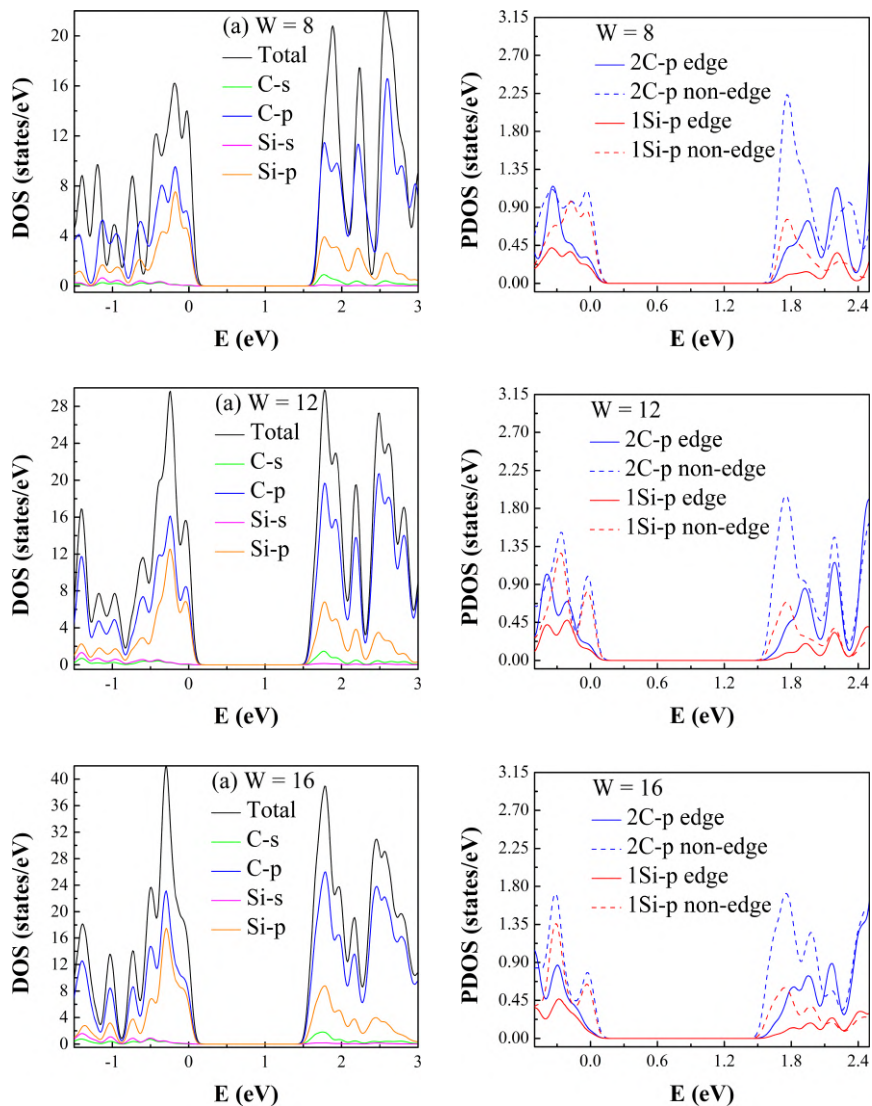 (a) W = 8
Total
C-s
C-p
Si-s
Si-p
DOS (states/eV)
20
16
12
8
4
0
-1
0
1
2
3
E (eV)
W = 8
2C-p edge
2C-p non-edge
1Si-p edge
1Si-p non-edge
PDOS (states/eV)
3.15
2.70
2.25
1.80
1.35
0.90
0.45
0.00
0.0
0.6
1.2
1.8
2.4
E (eV)
(a) W = 12
Total
C-s
C-p
Si-s
Si-p
DOS (states/eV)
28
24
20
16
12
8
4
0
-1
0
1
2
3
E (eV)
W = 12
2C-p edge
2C-p non-edge
1Si-p edge
1Si-p non-edge
PDOS (states/eV)
3.15
2.70
2.25
1.80
1.35
0.90
0.45
0.00
0.0
0.6
1.2
1.8
2.4
E (eV)
(a) W = 16
Total
C-s
C-p
Si-s
Si-p
DOS (states/eV)
40
36
32
28
24
20
16
12
8
4
0
-1
0
1
2
3
E (eV)
W = 16
2C-p edge
2C-p non-edge
1Si-p edge
1Si-p non-edge
PDOS (states/eV)
3.15
2.70
2.25
1.80
1.35
0.90
0.45
0.00
0.0
0.6
1.2
1.8
2.4
E (eV)